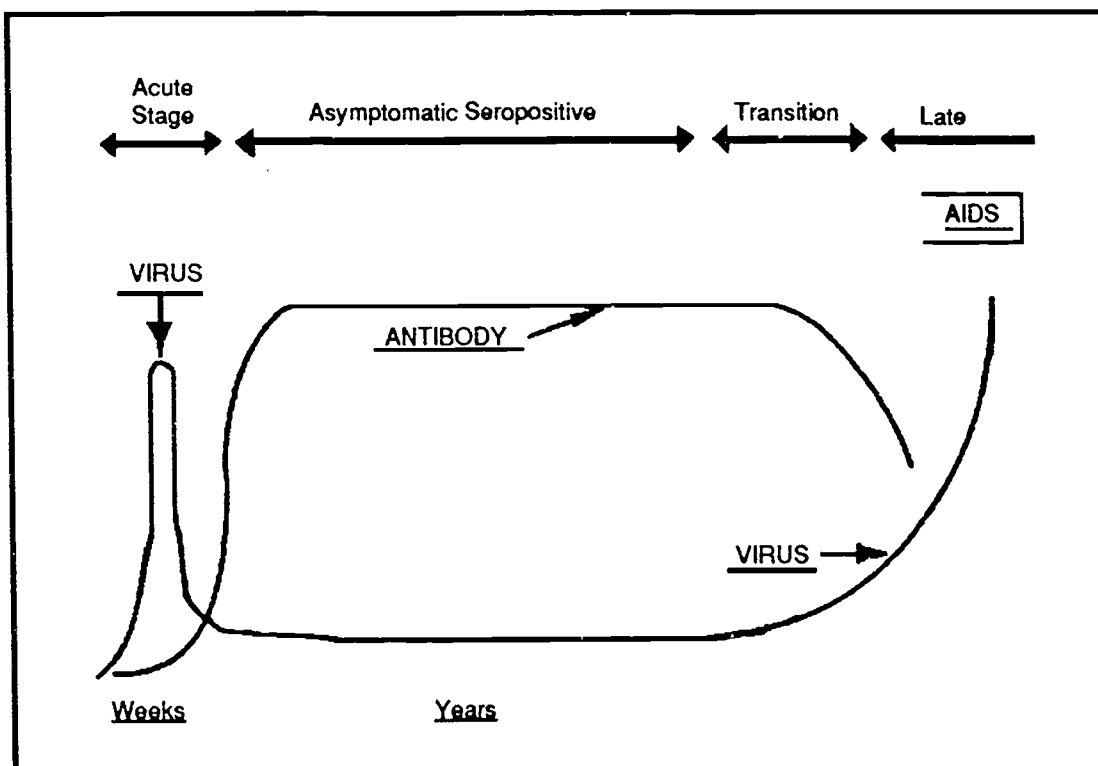 Acute
Stage
Asymptomatic Seropositive
Transition
Late
AIDS
VIRUS
ANTIBODY
VIRUS
Weeks
Years